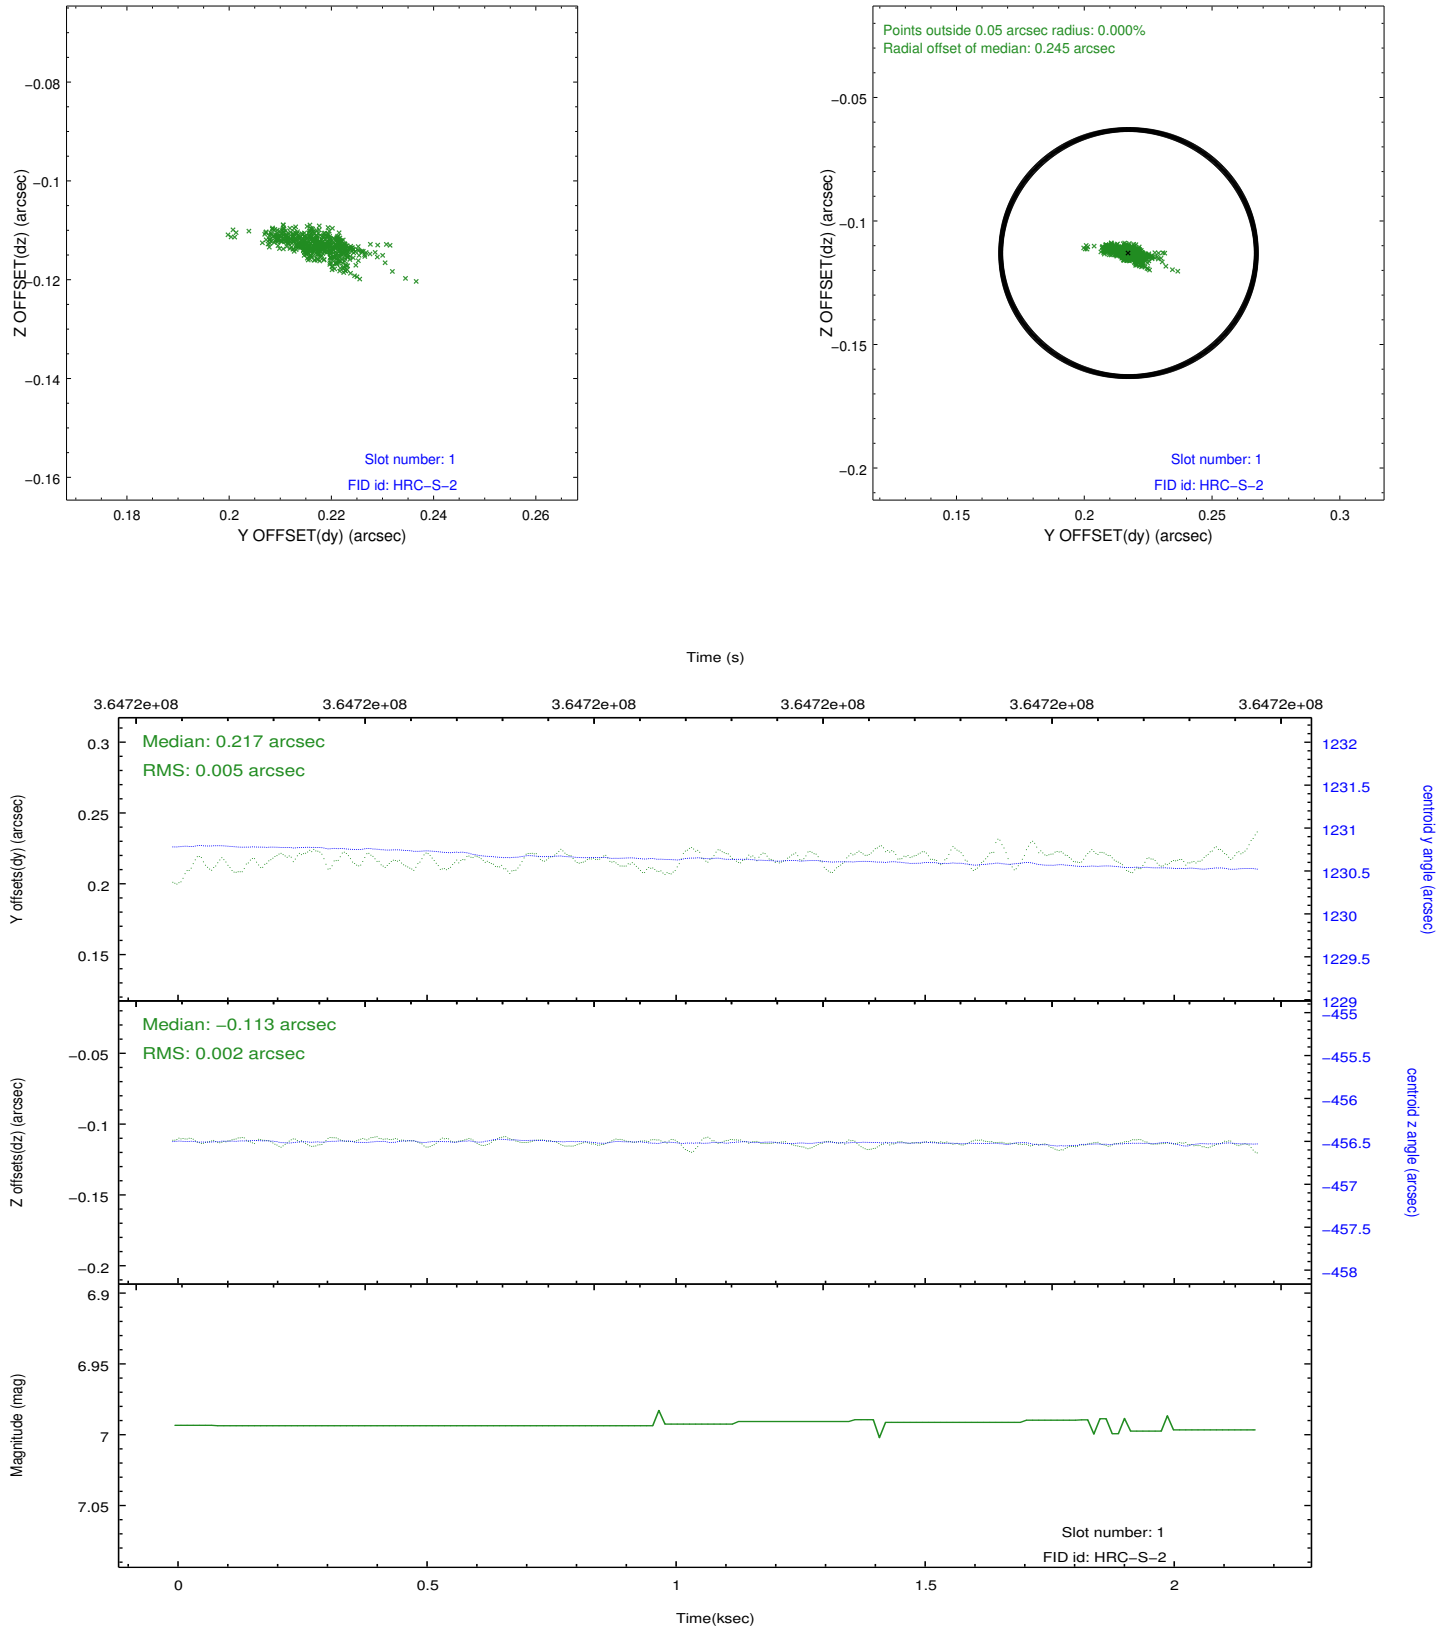 −0.08
−0.1
−0.12
−0.14
−0.16
Z OFFSET(dz) (arcsec)
Slot number: 1
FID id: HRC−S−2
0.18
0.2
0.22
0.24
0.26
Y OFFSET(dy) (arcsec)
Points outside 0.05 arcsec radius: 0.000%
Radial offset of median: 0.245 arcsec
−0.05
−0.1
−0.15
−0.2
Z OFFSET(dz) (arcsec)
Slot number: 1
FID id: HRC−S−2
0.15
0.2
0.25
0.3
Y OFFSET(dy) (arcsec)
Time (s)
3.6472e+08
3.6472e+08
3.6472e+08
3.6472e+08
3.6472e+08
3.6472e+08
Median: 0.217 arcsec
RMS: 0.005 arcsec
0.3
0.25
0.2
0.15
Y offsets(dy) (arcsec)
1232
1231.5
1231
1230.5
1230
1229.5
1229
centroid y angle (arcsec)
Median: −0.113 arcsec
RMS: 0.002 arcsec
−0.05
−0.1
−0.15
−0.2
Z offsets(dz) (arcsec)
−455
−455.5
−456
−456.5
−457
−457.5
−458
centroid z angle (arcsec)
6.9
6.95
7
7.05
Magnitude (mag)
Slot number: 1
FID id: HRC−S−2
0
0.5
1
1.5
2
Time(ksec)